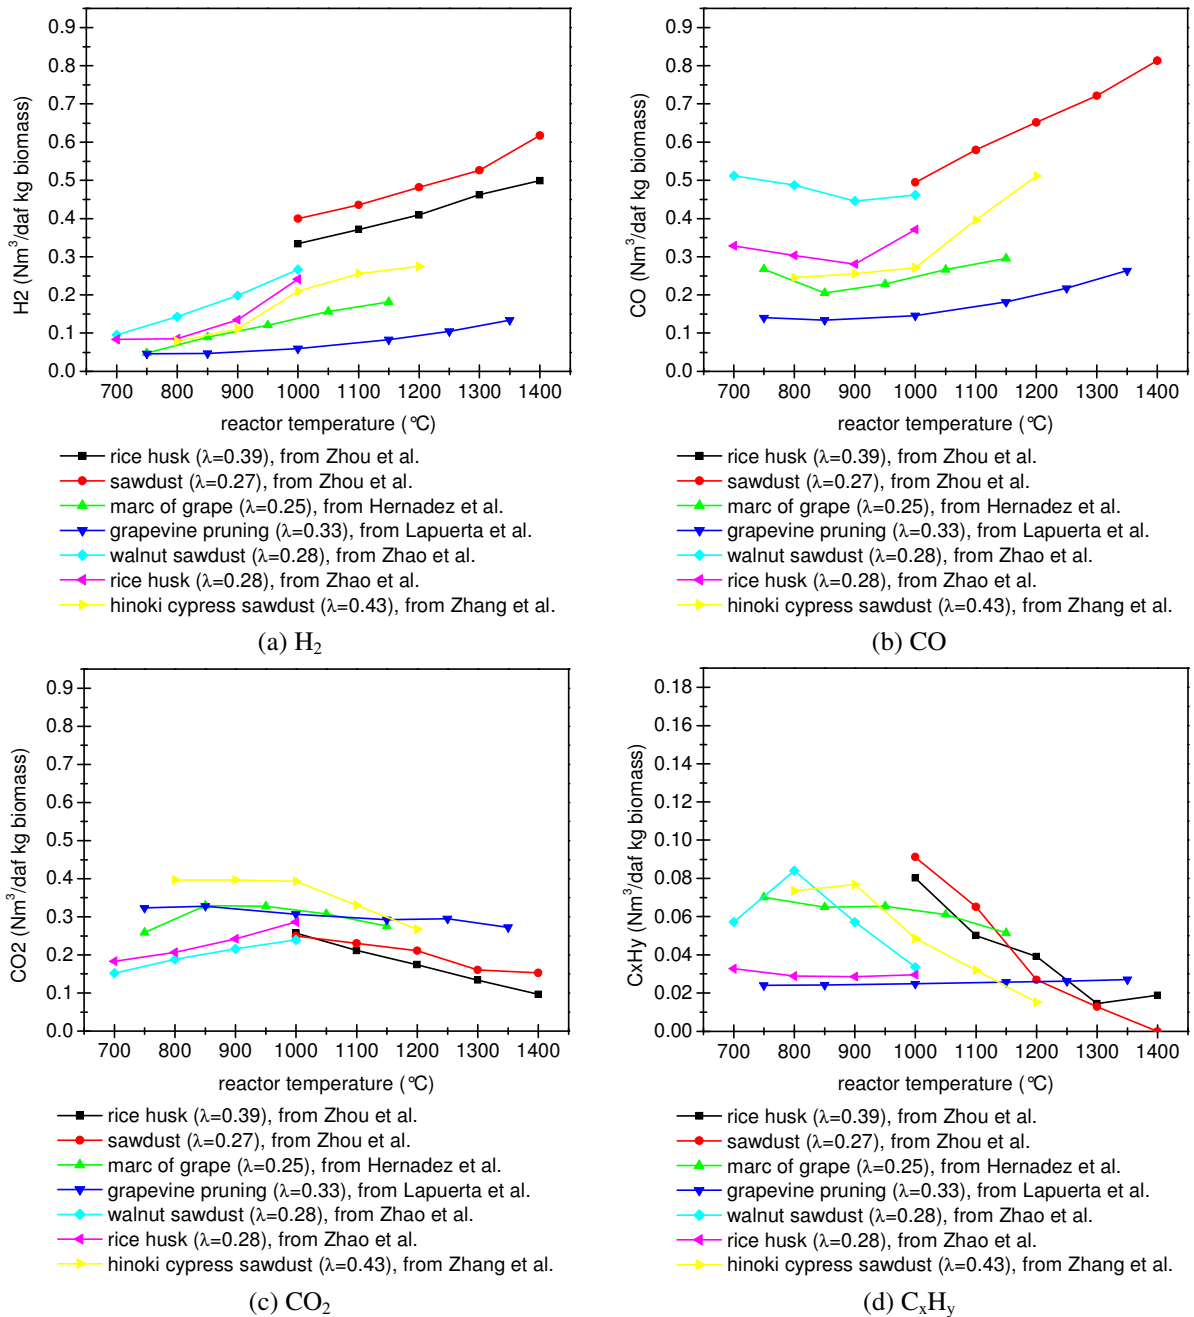 0.9
0.8
0.7
0.6
0.5
0.4
0.3
0.2
0.1
0.0
H2 (Nm³/daf kg biomass)
700 800 900 1000 1100 1200 1300 1400
reactor temperature (°C)
rice husk (λ=0.39), from Zhou et al.
sawdust (λ=0.27), from Zhou et al.
marc of grape (λ=0.25), from Hernadez et al.
grapevine pruning (λ=0.33), from Lapuerta et al.
walnut sawdust (λ=0.28), from Zhao et al.
rice husk (λ=0.28), from Zhao et al.
hinoki cypress sawdust (λ=0.43), from Zhang et al.
(a) H₂
0.9
0.8
0.7
0.6
0.5
0.4
0.3
0.2
0.1
0.0
CO (Nm³/daf kg biomass)
700 800 900 1000 1100 1200 1300 1400
reactor temperature (°C)
rice husk (λ=0.39), from Zhou et al.
sawdust (λ=0.27), from Zhou et al.
marc of grape (λ=0.25), from Hernadez et al.
grapevine pruning (λ=0.33), from Lapuerta et al.
walnut sawdust (λ=0.28), from Zhao et al.
rice husk (λ=0.28), from Zhao et al.
hinoki cypress sawdust (λ=0.43), from Zhang et al.
(b) CO
0.9
0.8
0.7
0.6
0.5
0.4
0.3
0.2
0.1
0.0
CO2 (Nm³/daf kg biomass)
700 800 900 1000 1100 1200 1300 1400
reactor temperature (°C)
rice husk (λ=0.39), from Zhou et al.
sawdust (λ=0.27), from Zhou et al.
marc of grape (λ=0.25), from Hernadez et al.
grapevine pruning (λ=0.33), from Lapuerta et al.
walnut sawdust (λ=0.28), from Zhao et al.
rice husk (λ=0.28), from Zhao et al.
hinoki cypress sawdust (λ=0.43), from Zhang et al.
(c) CO₂
0.18
0.16
0.14
0.12
0.10
0.08
0.06
0.04
0.02
0.00
CxHy (Nm³/daf kg biomass)
700 800 900 1000 1100 1200 1300 1400
reactor temperature (°C)
rice husk (λ=0.39), from Zhou et al.
sawdust (λ=0.27), from Zhou et al.
marc of grape (λ=0.25), from Hernadez et al.
grapevine pruning (λ=0.33), from Lapuerta et al.
walnut sawdust (λ=0.28), from Zhao et al.
rice husk (λ=0.28), from Zhao et al.
hinoki cypress sawdust (λ=0.43), from Zhang et al.
(d) CₓHᵧ